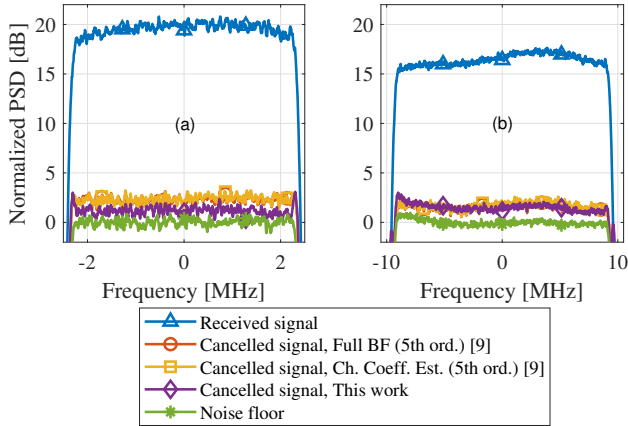 Normalized PSD [dB]
20
15
10
5
0
(a)
-2
0
2
Frequency [MHz]
20
15
10
5
0
(b)
-10
0
10
Frequency [MHz]
Received signal
Cancelled signal, Full BF (5th ord.) [9]
Cancelled signal, Ch. Coeff. Est. (5th ord.) [9]
Cancelled signal, This work
Noise floor